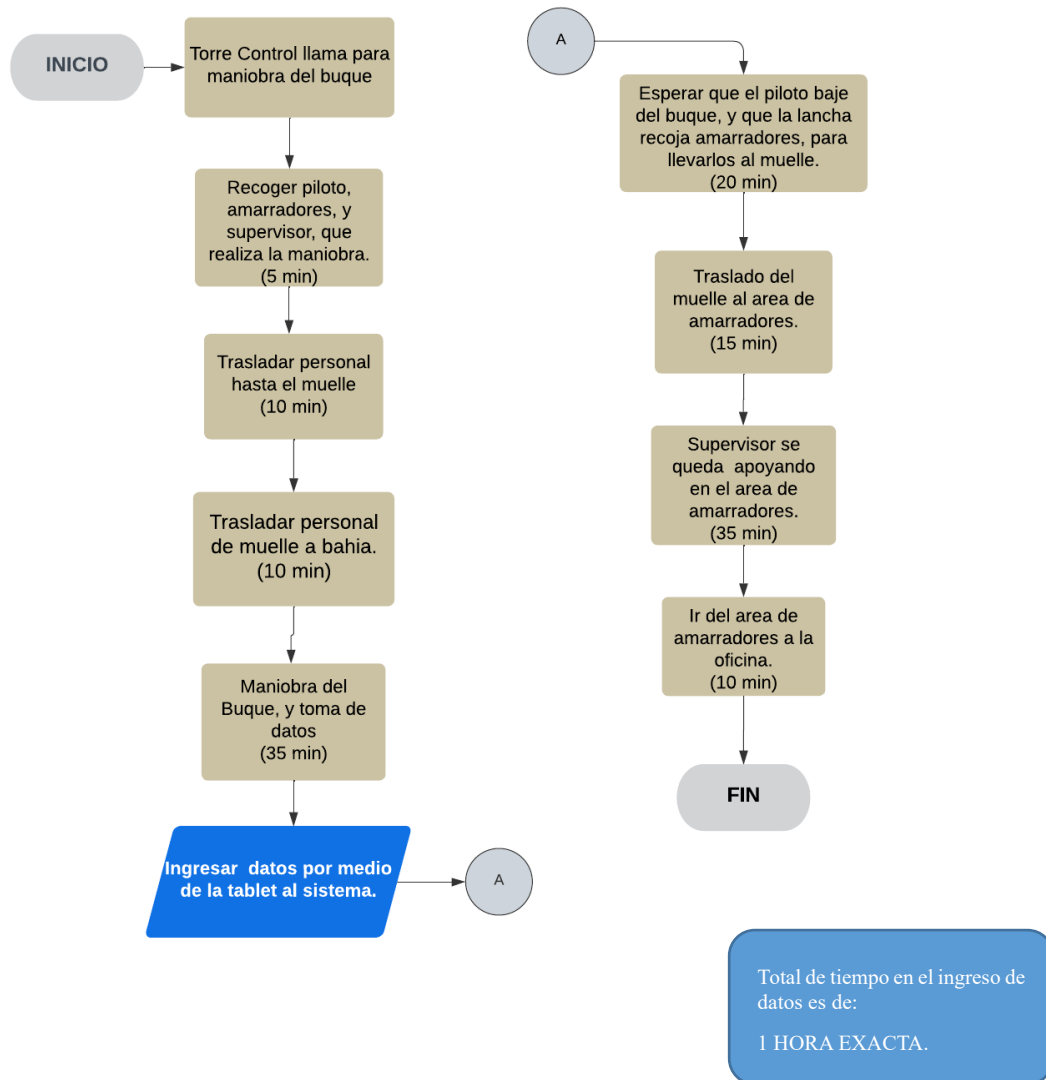 INICIO
Torre Control llama para
maniobra del buque
Recoger piloto,
amarradores, y
supervisor, que
realiza la maniobra.
(5 min)
Trasladar personal
hasta el muelle
(10 min)
Trasladar personal
de muelle a bahia.
(10 min)
Maniobra del
Buque, y toma de
datos
(35 min)
Ingresar datos por medio
de la tablet al sistema.
A
A
Esperar que el piloto baje
del buque, y que la lancha
recoja amarradores, para
llevarlos al muelle.
(20 min)
Traslado del
muelle al area de
amarradores.
(15 min)
Supervisor se
queda apoyando
en el area de
amarradores.
(35 min)
Ir del area de
amarradores a la
oficina.
(10 min)
FIN
Total de tiempo en el ingreso de
datos es de:
1 HORA EXACTA.